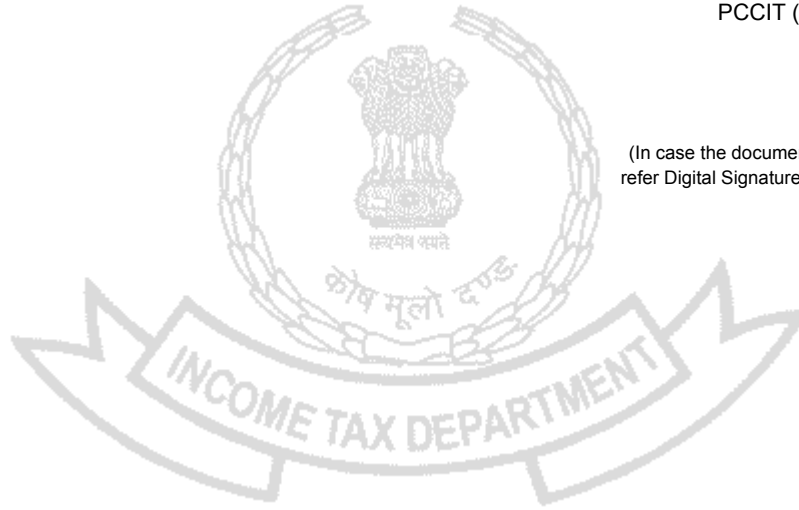 PCCIT (
(In case the docume
refer Digital Signature
सत्यमेव जयते
कोष मूलो दण्ड:
INCOME TAX DEPARTMENT